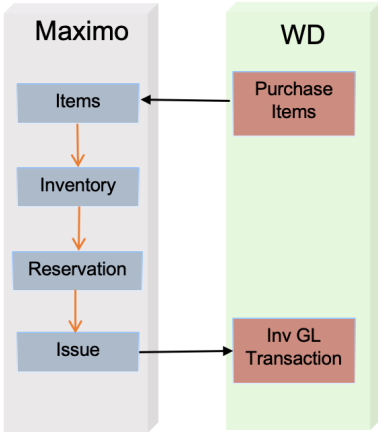 Maximo
WD
Items
Purchase
Items
Inventory
Reservation
Issue
Inv GL
Transaction